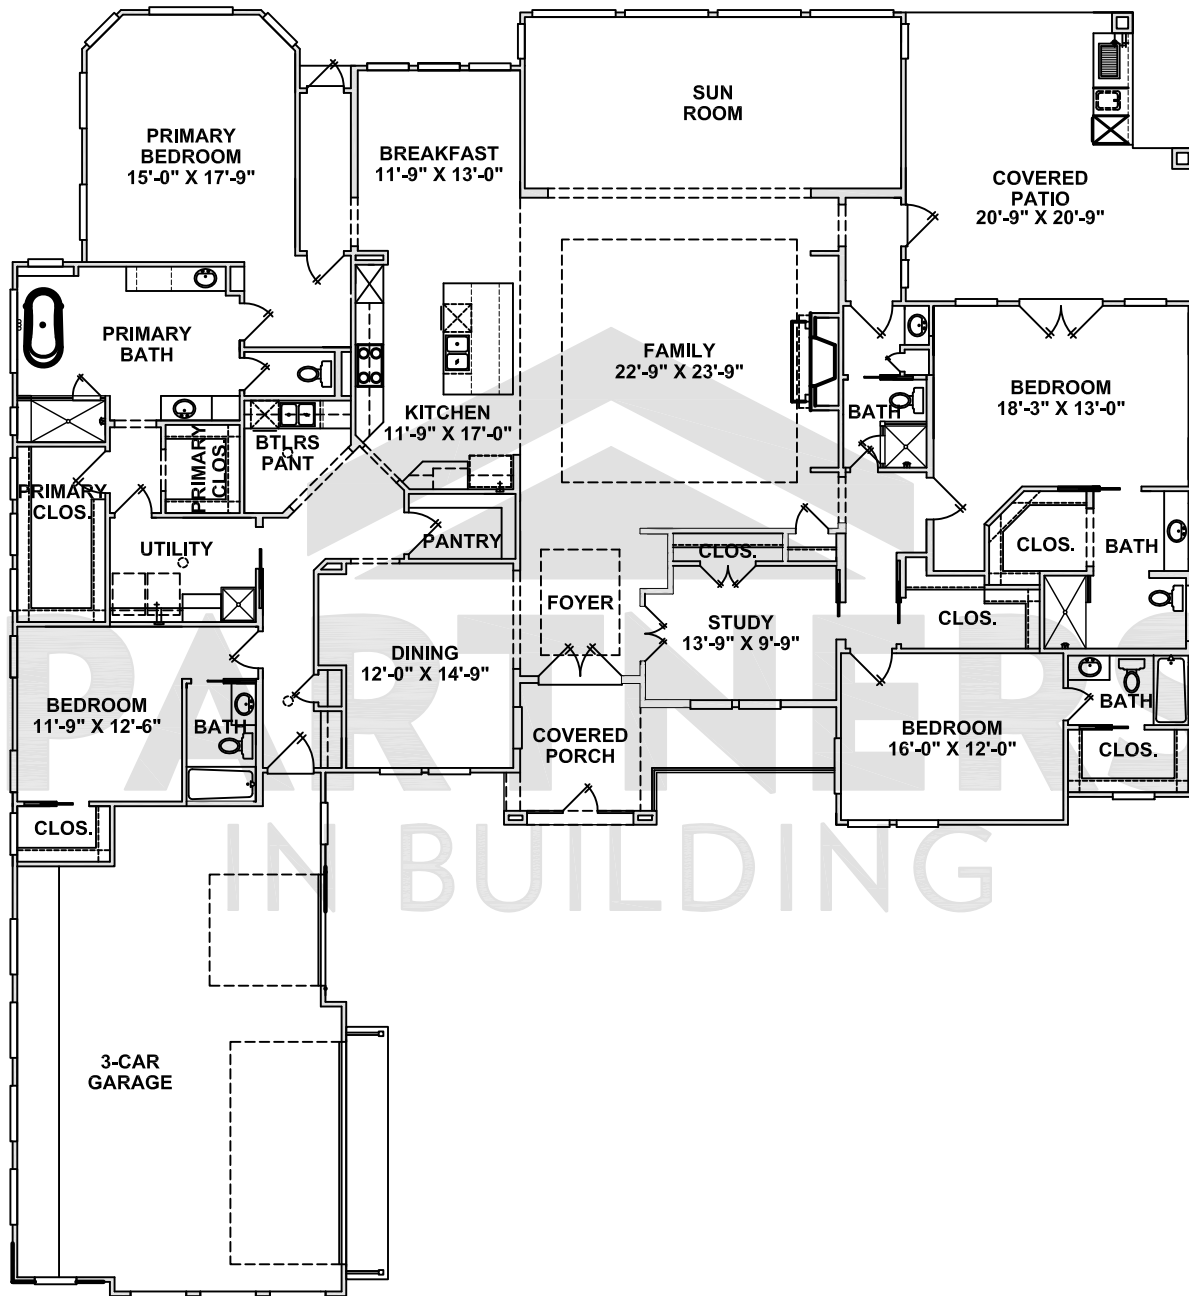 SUN
ROOM
PRIMARY
BEDROOM
15'-0" X 17'-9"
BREAKFAST
11'-9" X 13'-0"
COVERED
PATIO
20'-9" X 20'-9"
PRIMARY
BATH
FAMILY
22'-9" X 23'-9"
BEDROOM
18'-3" X 13'-0"
KITCHEN
11'-9" X 17'-0"
BATH
BTLRS
PANT
PRIMARY
CLOS.
PRIMARY
CLOS.
UTILITY
PANTRY
CLOS.
CLOS.
BATH
FOYER
STUDY
13'-9" X 9'-9"
CLOS.
DINING
12'-0" X 14'-9"
BEDROOM
11'-9" X 12'-6"
BATH
COVERED
PORCH
BEDROOM
16'-0" X 12'-0"
BATH
CLOS.
CLOS.
PARTNERS
IN BUILDING
3-CAR
GARAGE